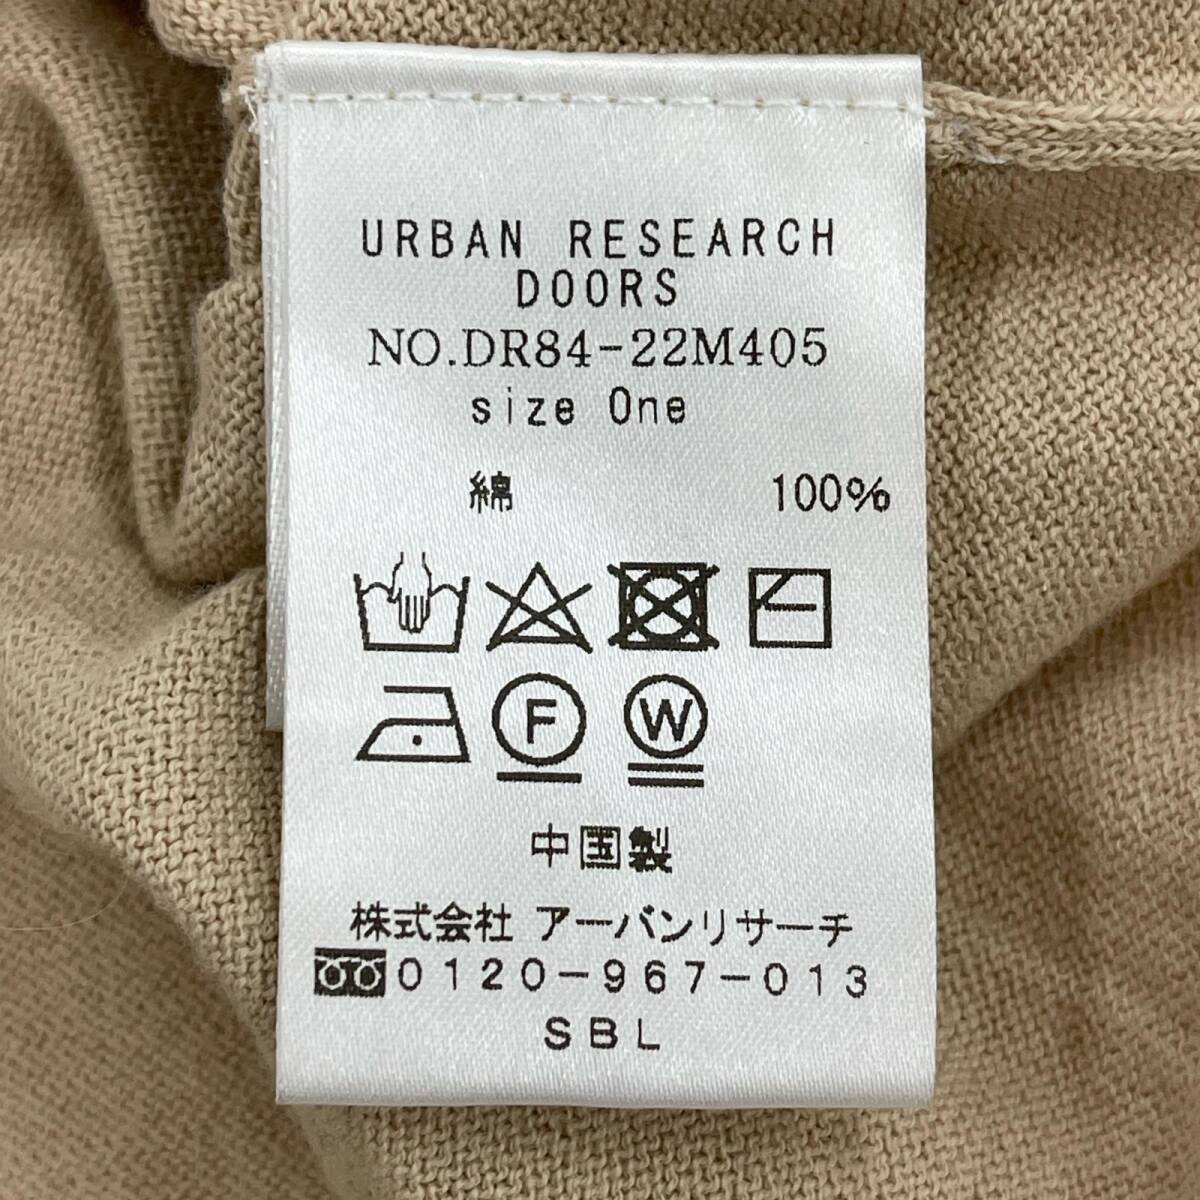 URBAN RESEARCH
DOORS
NO.DR84-22M405
size One
綿 100%
F W
中国製
株式会社 アーバンリサーチ
0120-967-013
SBL